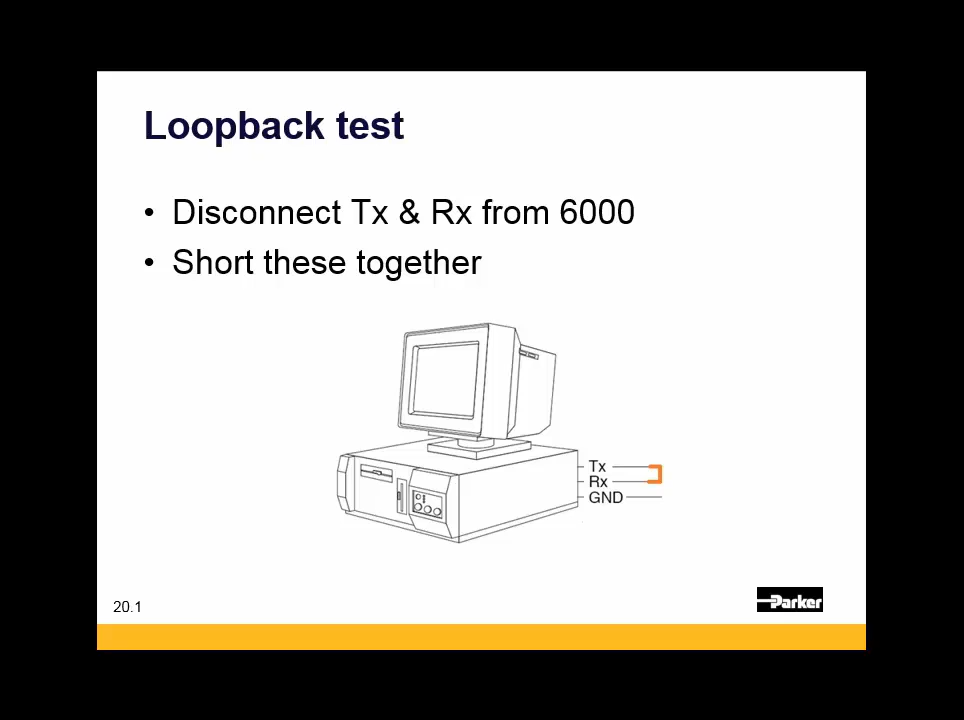 Loopback test
• Disconnect Tx & Rx from 6000
• Short these together
Tx
Rx
GND
20.1
Parker